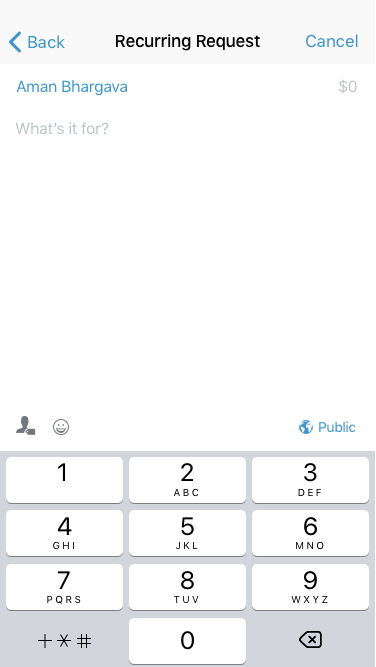 Back Recurring Request Cancel
Aman Bhargava $0
What's it for?
Public
1 2 3
ABC DEF
4 5 6
GHI JKL MNO
7 8 9
PQRS TUV WXYZ
+ * # 0